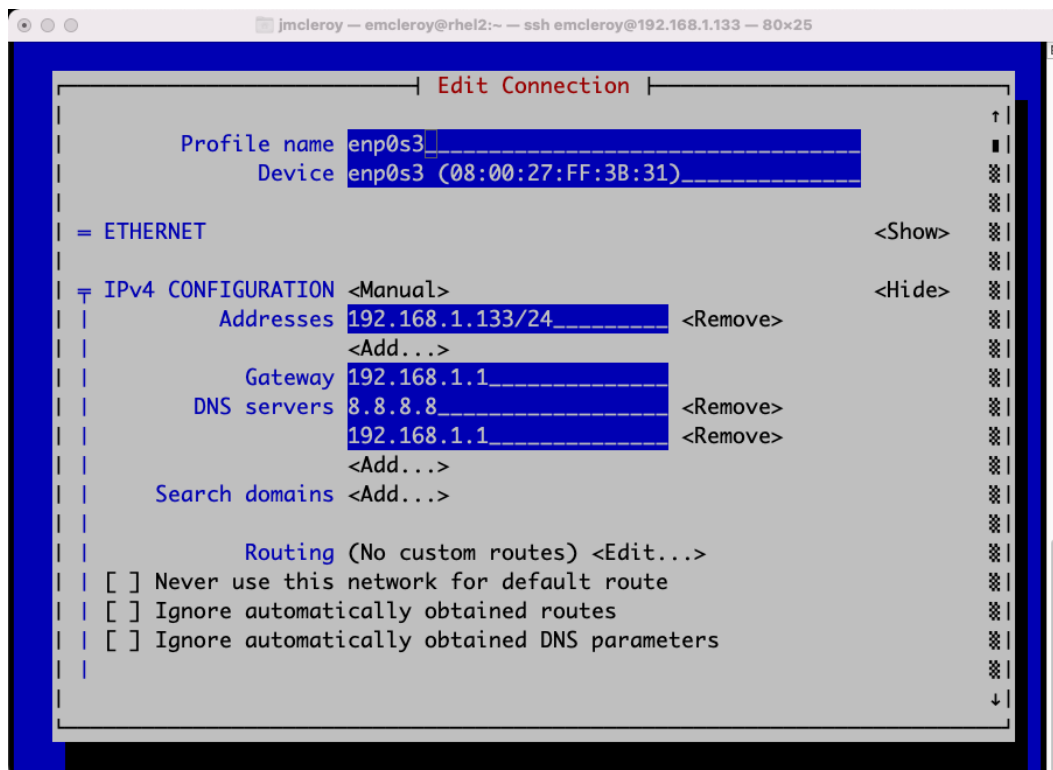 jmcleroy — emcleroy@rhel2:~ — ssh emcleroy@192.168.1.133 — 80×25
Edit Connection
Profile name enp0s3
Device enp0s3 (08:00:27:FF:3B:31)
= ETHERNET <Show>
IPv4 CONFIGURATION <Manual> <Hide>
Addresses 192.168.1.133/24 <Remove>
<Add...>
Gateway 192.168.1.1
DNS servers 8.8.8.8 <Remove>
192.168.1.1 <Remove>
<Add...>
Search domains <Add...>
Routing (No custom routes) <Edit...>
[ ] Never use this network for default route
[ ] Ignore automatically obtained routes
[ ] Ignore automatically obtained DNS parameters